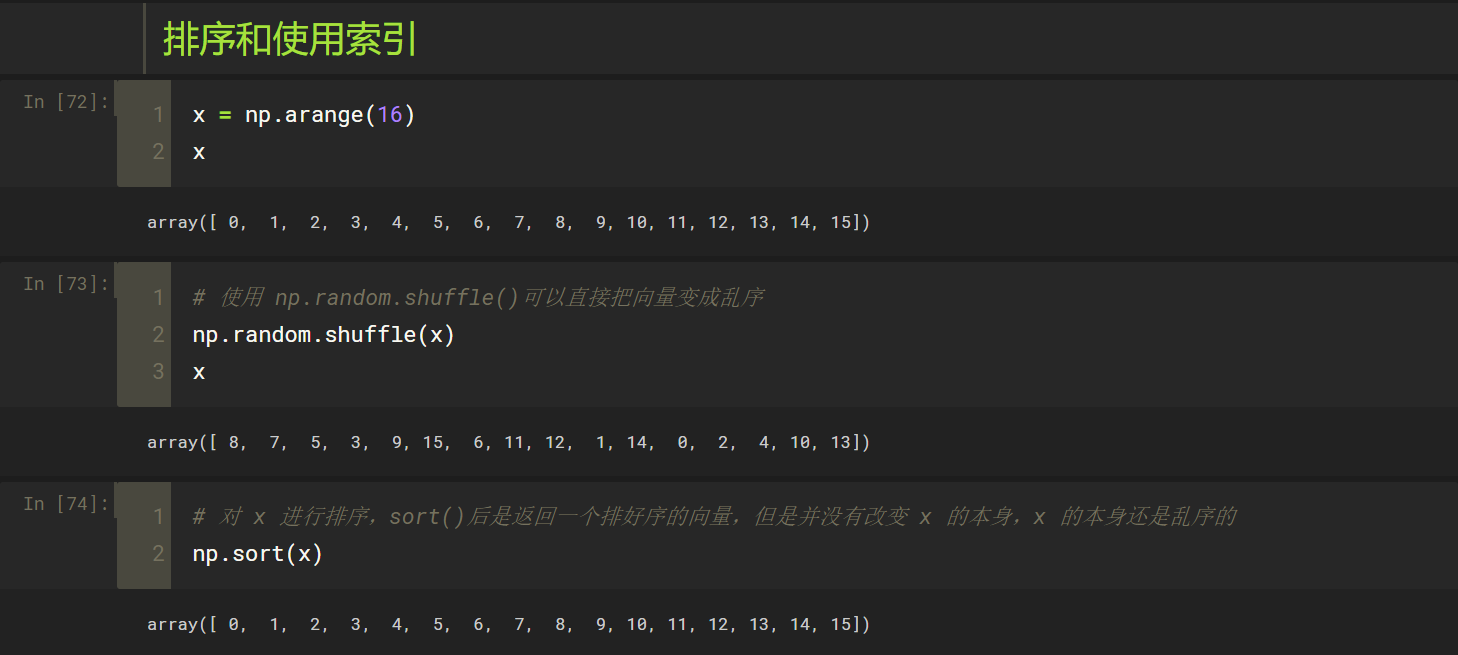 排序和使用索引
In [72]:
1 x = np.arange(16)
2 x
array([ 0,  1,  2,  3,  4,  5,  6,  7,  8,  9, 10, 11, 12, 13, 14, 15])
In [73]:
1 # 使用 np.random.shuffle()可以直接把向量变成乱序
2 np.random.shuffle(x)
3 x
array([ 8,  7,  5,  3,  9, 15,  6, 11, 12,  1, 14,  0,  2,  4, 10, 13])
In [74]:
1 # 对 x 进行排序，sort()后是返回一个排好序的向量，但是并没有改变 x 的本身，x 的本身还是乱序的
2 np.sort(x)
array([ 0,  1,  2,  3,  4,  5,  6,  7,  8,  9, 10, 11, 12, 13, 14, 15])